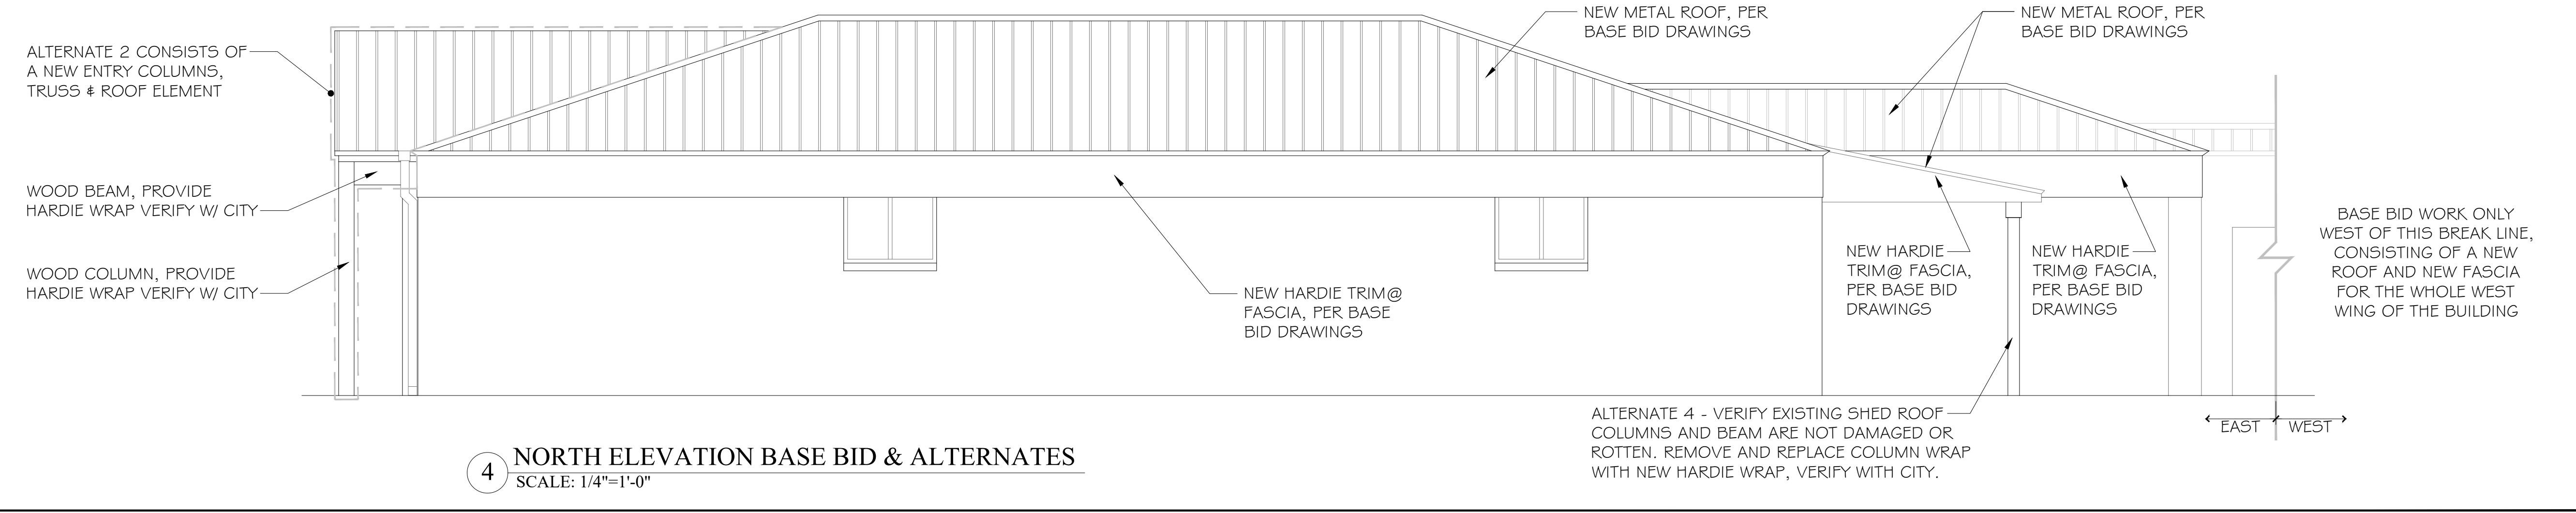 ALTERNATE 2 CONSISTS OF
A NEW ENTRY COLUMNS,
TRUSS & ROOF ELEMENT
WOOD BEAM, PROVIDE
HARDIE WRAP VERIFY W/ CITY
WOOD COLUMN, PROVIDE
HARDIE WRAP VERIFY W/ CITY
NEW METAL ROOF, PER
BASE BID DRAWINGS
NEW METAL ROOF, PER
BASE BID DRAWINGS
NEW HARDIE TRIM@
FASCIA, PER BASE
BID DRAWINGS
NEW HARDIE
TRIM@ FASCIA,
PER BASE BID
DRAWINGS
NEW HARDIE
TRIM@ FASCIA,
PER BASE BID
DRAWINGS
BASE BID WORK ONLY
WEST OF THIS BREAK LINE,
CONSISTING OF A NEW
ROOF AND NEW FASCIA
FOR THE WHOLE WEST
WING OF THE BUILDING
ALTERNATE 4 - VERIFY EXISTING SHED ROOF
COLUMNS AND BEAM ARE NOT DAMAGED OR
ROTTEN. REMOVE AND REPLACE COLUMN WRAP
WITH NEW HARDIE WRAP, VERIFY WITH CITY.
EAST WEST
4 NORTH ELEVATION BASE BID & ALTERNATES
SCALE: 1/4"=1'-0"